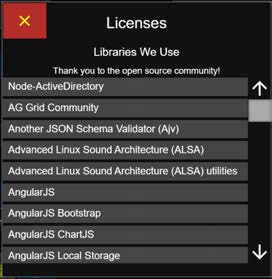 Licenses
Libraries We Use
Thank you to the open source community!
Node-ActiveDirectory
AG Grid Community
Another JSON Schema Validator (Ajv)
Advanced Linux Sound Architecture (ALSA)
Advanced Linux Sound Architecture (ALSA) utilities
AngularJS
AngularJS Bootstrap
AngularJS ChartJS
AngularJS Local Storage